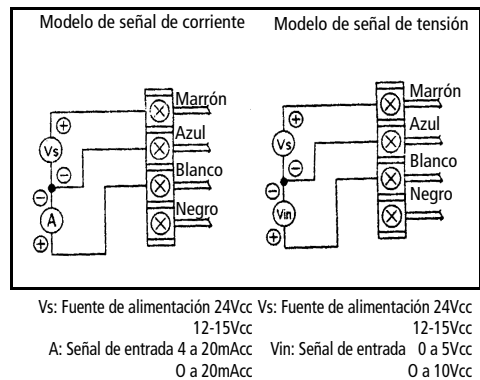 Modelo de señal de corriente
Modelo de señal de tensión
Marrón
Azul
Blanco
Negro
Vs
A
Marrón
Azul
Blanco
Negro
Vs
Vin
Vs: Fuente de alimentación 24Vcc
12-15Vcc
A: Señal de entrada 4 a 20mAcc
O a 20mAcc
Vs: Fuente de alimentación 24Vcc
12-15Vcc
Vin: Señal de entrada 0 a 5Vcc
O a 10Vcc